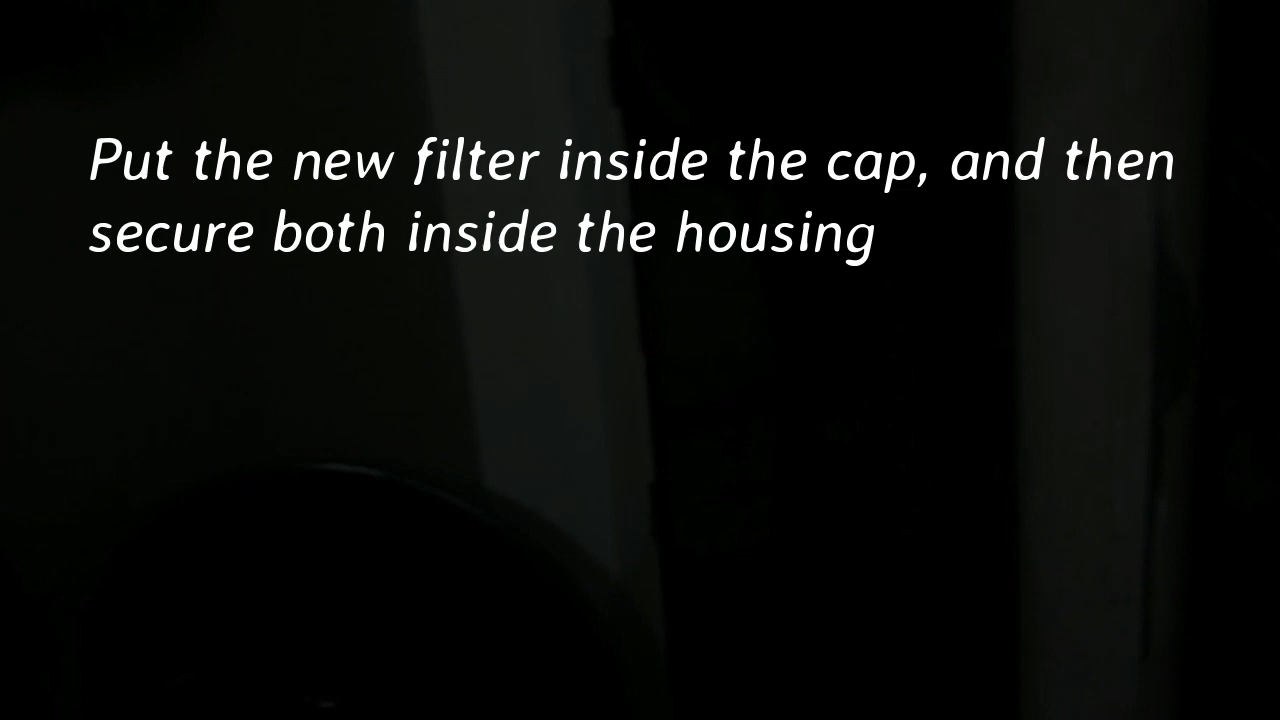 Put the new filter inside the cap, and then
secure both inside the housing